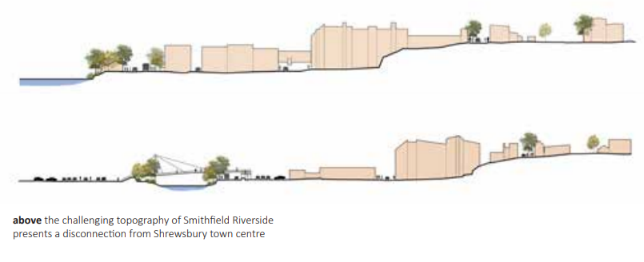 above the challenging topography of Smithfield Riverside
presents a disconnection from Shrewsbury town centre